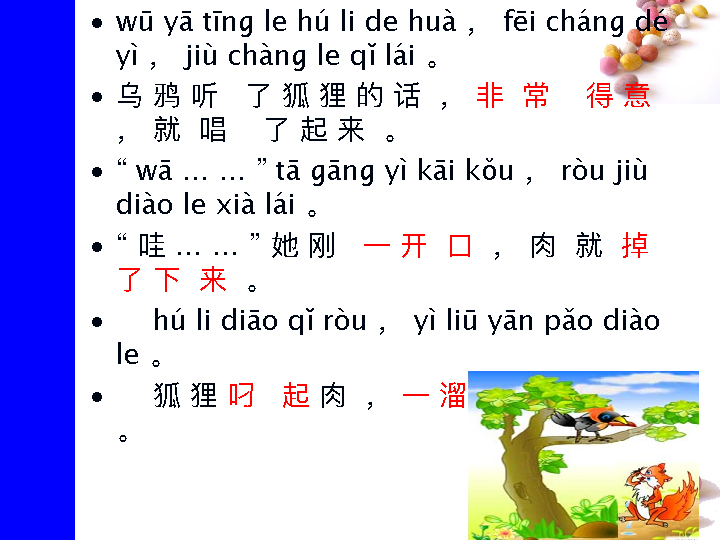 • wū yā tīng le hú li de huà ， fēi cháng dé
yì ， jiù chàng le qǐ lái 。
• 乌 鸦 听 了 狐 狸 的 话 ， 非 常 得 意
， 就 唱 了 起 来 。
• “ wā … … ” tā gāng yì kāi kǒu ， ròu jiù
diào le xià lái 。
• “ 哇 … … ” 她 刚 一 开 口 ， 肉 就 掉
了 下 来 。
• hú li diāo qǐ ròu ， yì liū yān pǎo diào
le 。
• 狐 狸 叼 起 肉 ， 一 溜
。